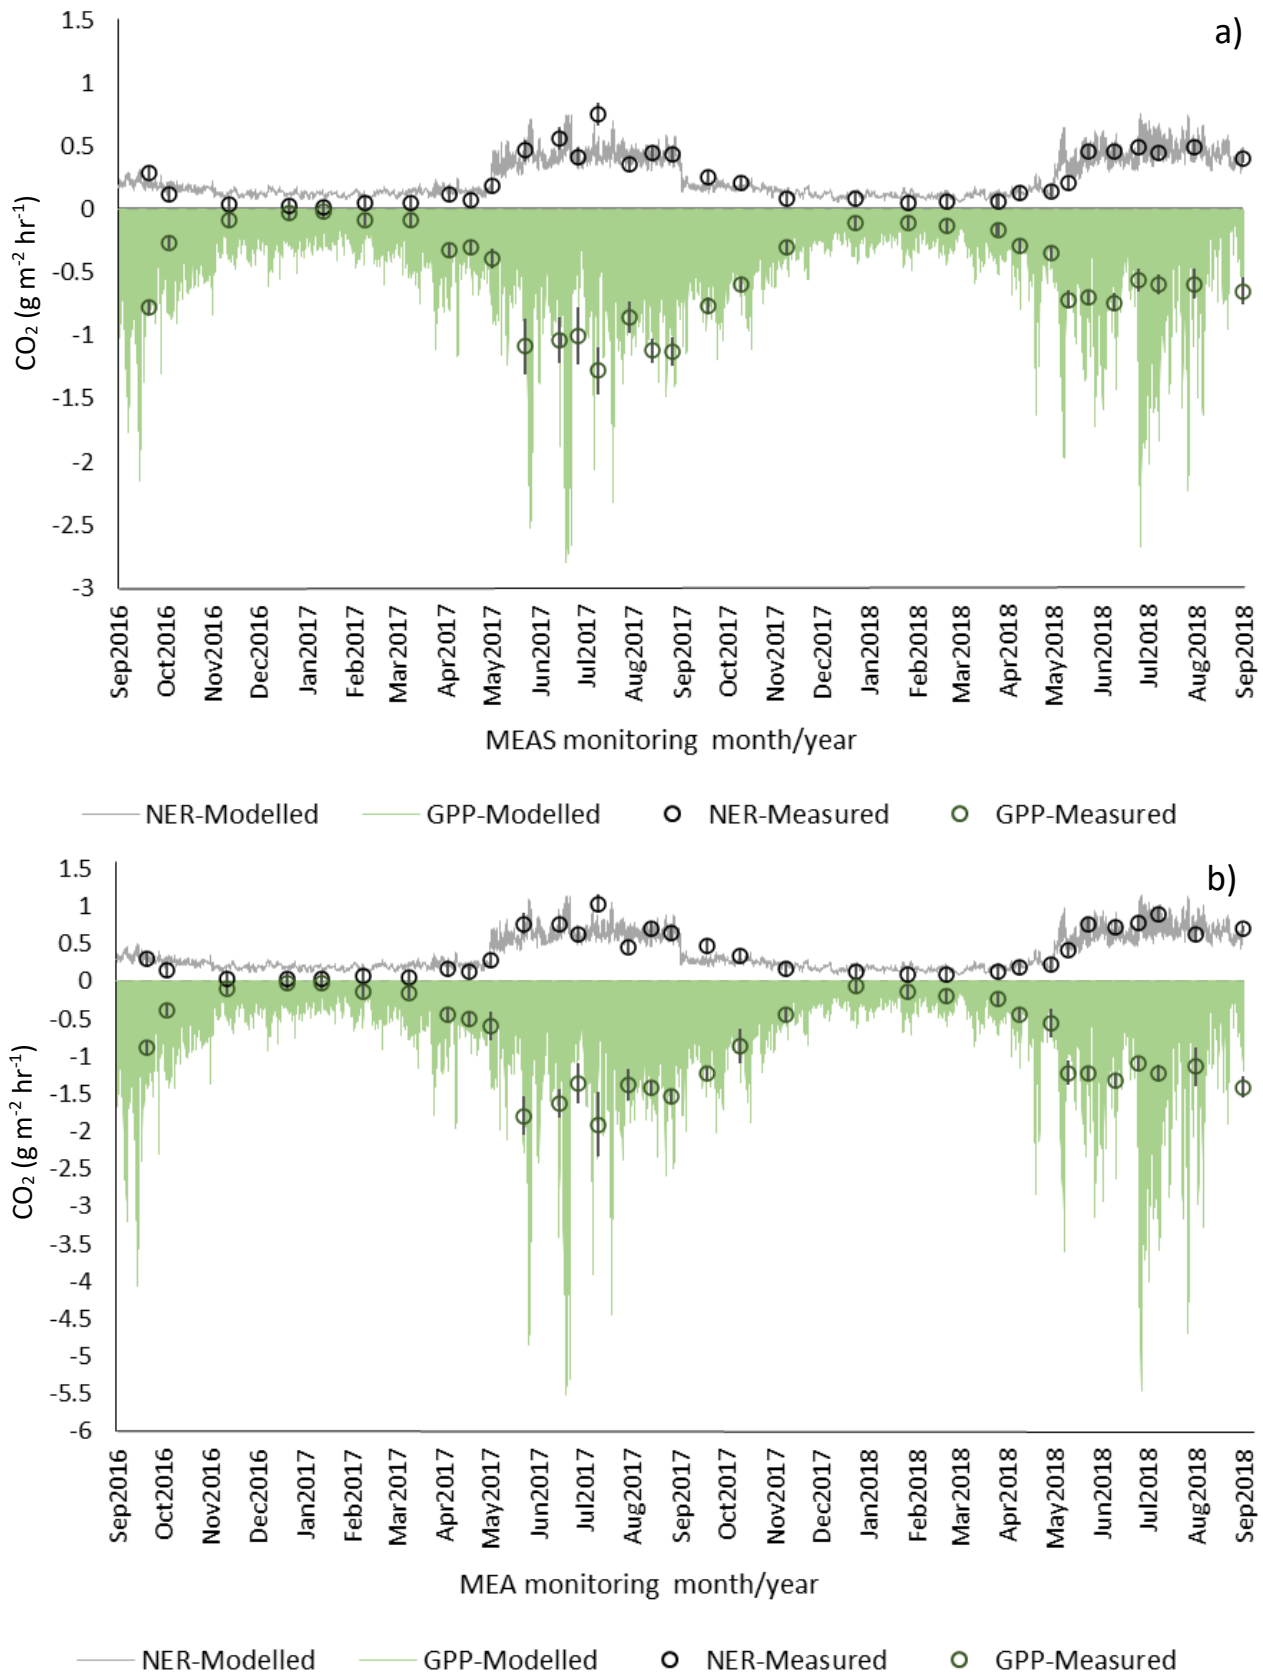 a)
1.5
1
0.5
0
-0.5
-1
-1.5
-2
-2.5
-3
CO₂ (g m⁻² hr⁻¹)
Sep2016
Oct2016
Nov2016
Dec2016
Jan2017
Feb2017
Mar2017
Apr2017
May2017
Jun2017
Jul2017
Aug2017
Sep2017
Oct2017
Nov2017
Dec2017
Jan2018
Feb2018
Mar2018
Apr2018
May2018
Jun2018
Jul2018
Aug2018
Sep2018
MEAS monitoring month/year
NER-Modelled GPP-Modelled NER-Measured GPP-Measured
b)
1.5
1
0.5
0
-0.5
-1
-1.5
-2
-2.5
-3
-3.5
-4
-4.5
-5
-5.5
-6
CO₂ (g m⁻² hr⁻¹)
Sep2016
Oct2016
Nov2016
Dec2016
Jan2017
Feb2017
Mar2017
Apr2017
May2017
Jun2017
Jul2017
Aug2017
Sep2017
Oct2017
Nov2017
Dec2017
Jan2018
Feb2018
Mar2018
Apr2018
May2018
Jun2018
Jul2018
Aug2018
Sep2018
MEA monitoring month/year
NER-Modelled GPP-Modelled NER-Measured GPP-Measured